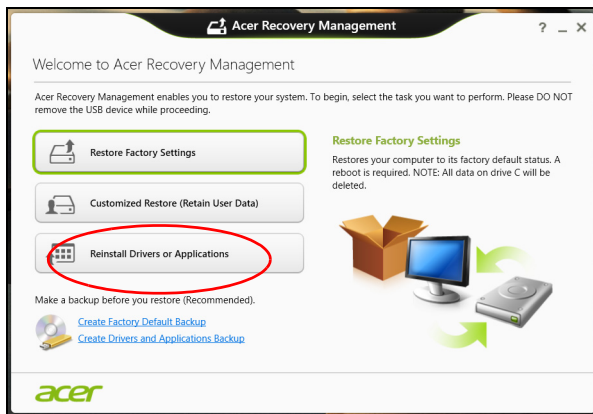 Acer Recovery Management
? _ X
Welcome to Acer Recovery Management
Acer Recovery Management enables you to restore your system. To begin, select the task you want to perform. Please DO NOT
remove the USB device while proceeding.
Restore Factory Settings
Customized Restore (Retain User Data)
Reinstall Drivers or Applications
Restore Factory Settings
Restores your computer to its factory default status. A
reboot is required. NOTE: All data on drive C will be
deleted.
Make a backup before you restore (Recommended).
Create Factory Default Backup
Create Drivers and Applications Backup
acer